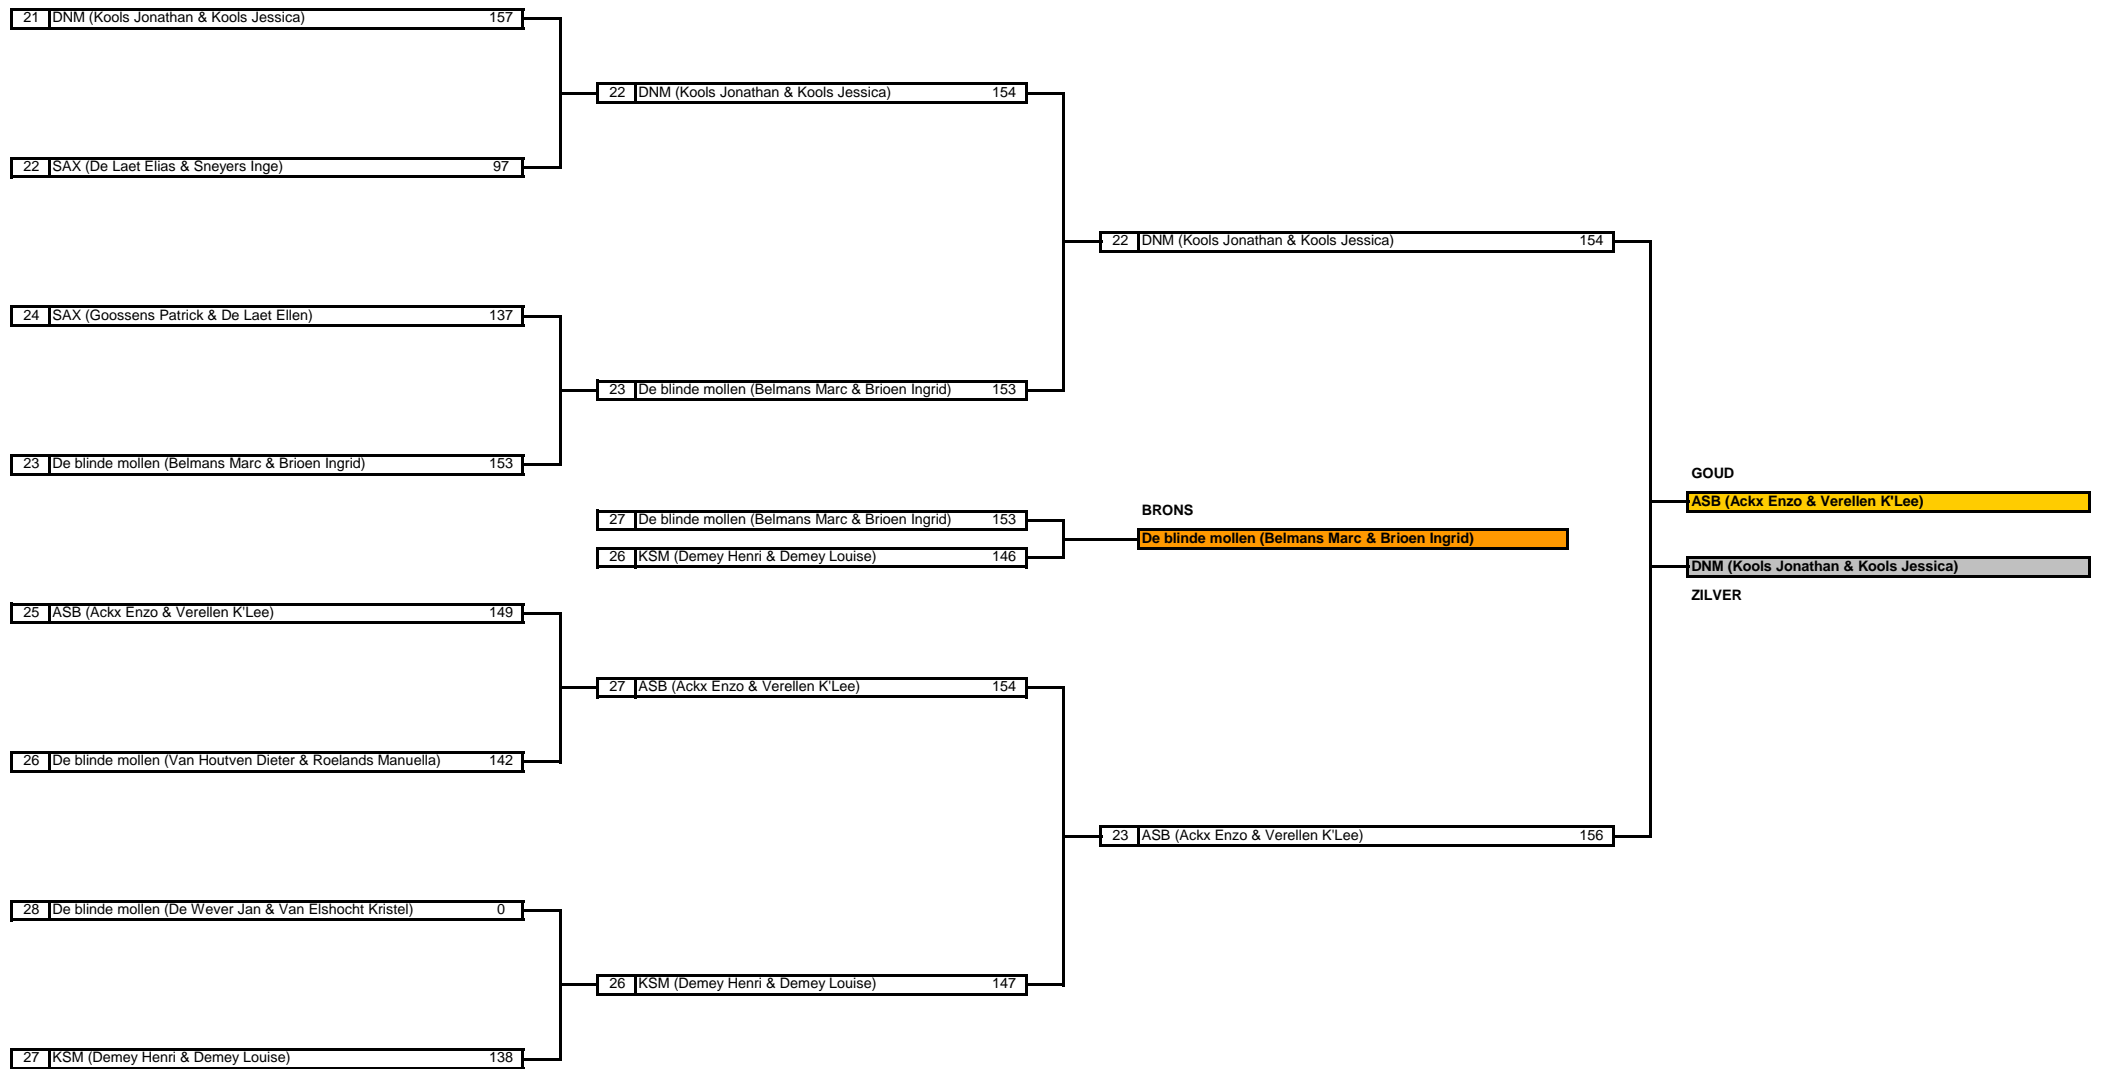 21 DNM (Kools Jonathan & Kools Jessica) 157
22 DNM (Kools Jonathan & Kools Jessica) 154
22 SAX (De Laet Elias & Sneyers Inge) 97
22 DNM (Kools Jonathan & Kools Jessica) 154
24 SAX (Goossens Patrick & De Laet Ellen) 137
23 De blinde mollen (Belmans Marc & Brioen Ingrid) 153
23 De blinde mollen (Belmans Marc & Brioen Ingrid) 153
GOUD
ASB (Ackx Enzo & Verellen K'Lee)
BRONS
27 De blinde mollen (Belmans Marc & Brioen Ingrid) 153
De blinde mollen (Belmans Marc & Brioen Ingrid)
26 KSM (Demey Henri & Demey Louise) 146
DNM (Kools Jonathan & Kools Jessica)
ZILVER
25 ASB (Ackx Enzo & Verellen K'Lee) 149
27 ASB (Ackx Enzo & Verellen K'Lee) 154
26 De blinde mollen (Van Houtven Dieter & Roelands Manuella) 142
23 ASB (Ackx Enzo & Verellen K'Lee) 156
28 De blinde mollen (De Wever Jan & Van Elshocht Kristel) 0
26 KSM (Demey Henri & Demey Louise) 147
27 KSM (Demey Henri & Demey Louise) 138